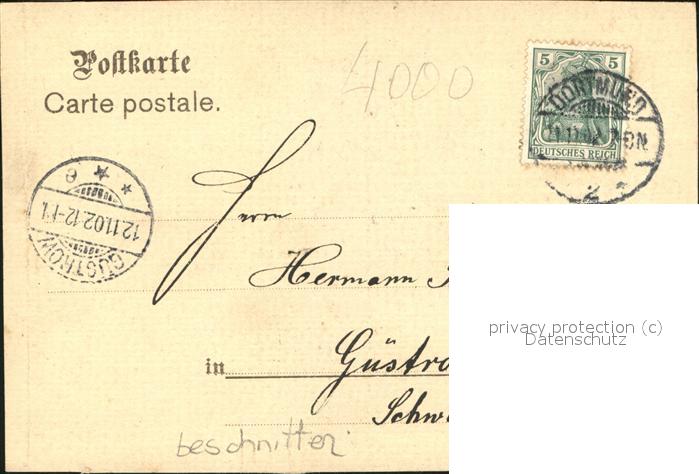 Postkarte
Carte postale.
4000
5 5
DEUTSCHES REICH
DORTMUND
GÜSTROW
12.11.02.12-1 N.
Herrn
Hermann
in Güstro
Schw
beschnitten
privacy protection (c)
Datenschutz